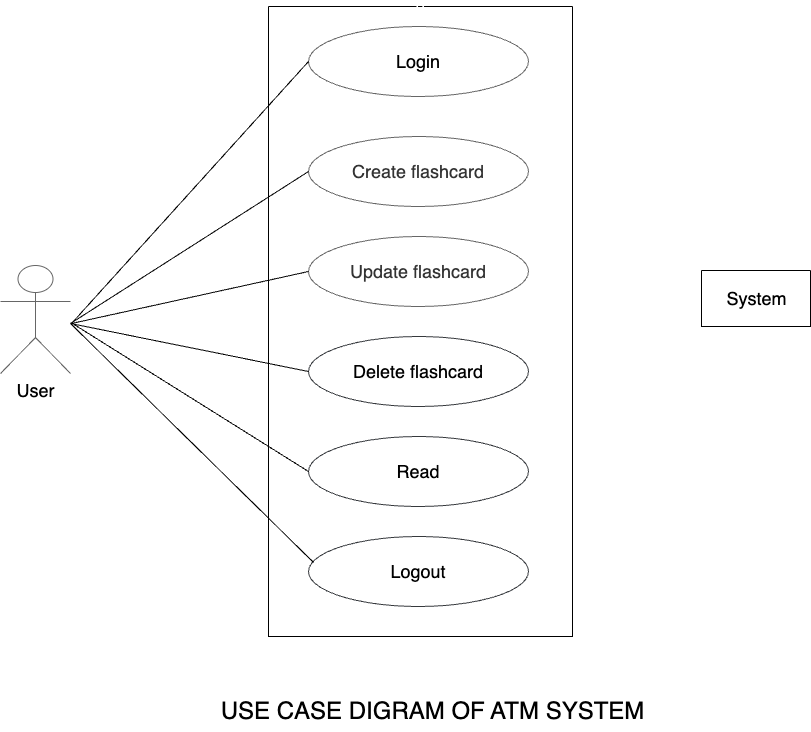 Login
Create flashcard
Update flashcard
System
Delete flashcard
User
Read
Logout
USE CASE DIGRAM OF ATM SYSTEM